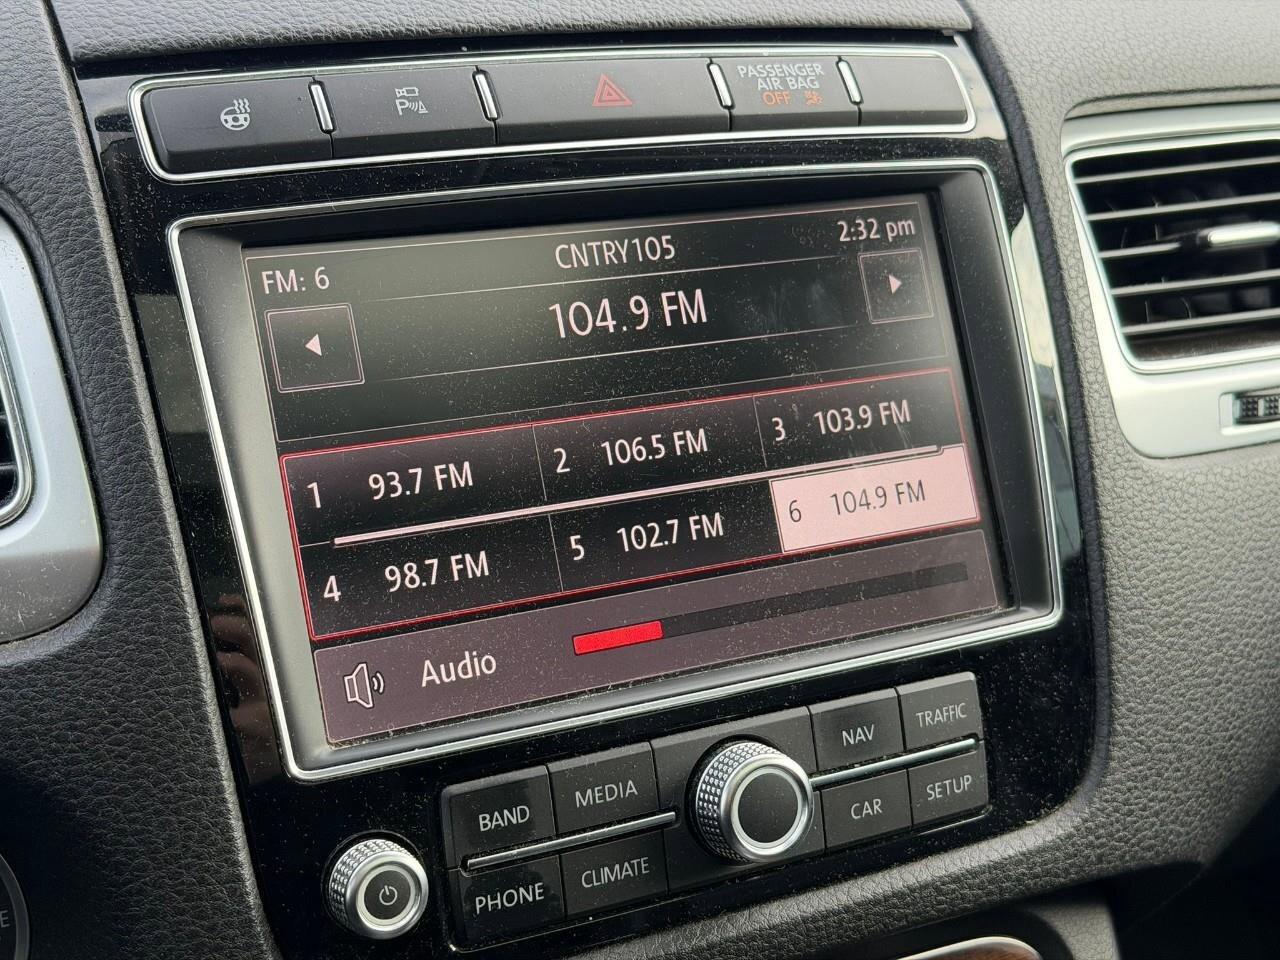 PASSENGER
AIR BAG
OFF
P
FM: 6
CNTRY105
2:32 pm
104.9 FM
1 93.7 FM
2 106.5 FM
3 103.9 FM
4 98.7 FM
5 102.7 FM
6 104.9 FM
Audio
BAND
MEDIA
NAV
TRAFFIC
PHONE
CLIMATE
CAR
SETUP